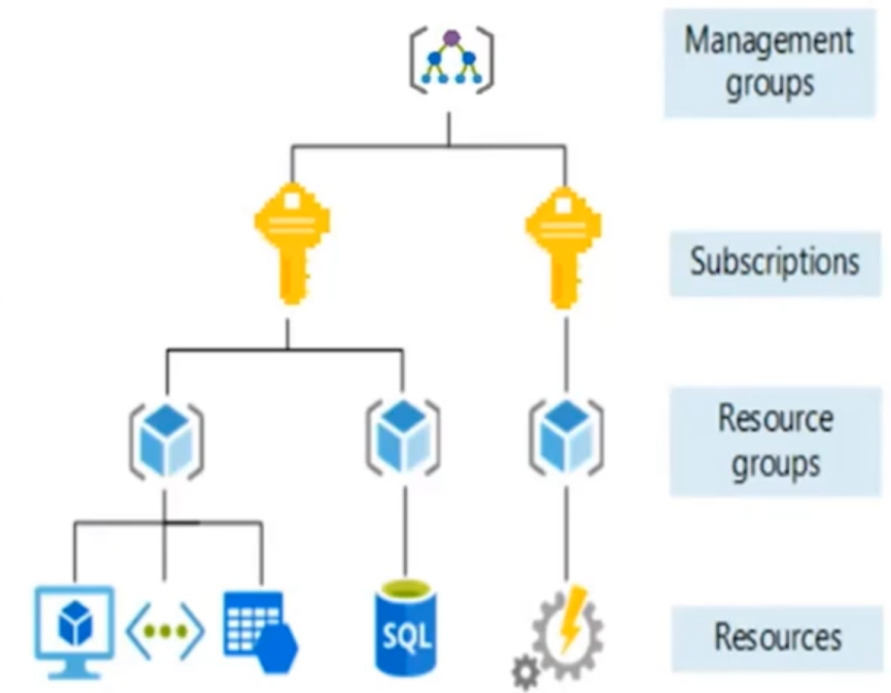 Management
groups
Subscriptions
Resource
groups
SQL
Resources